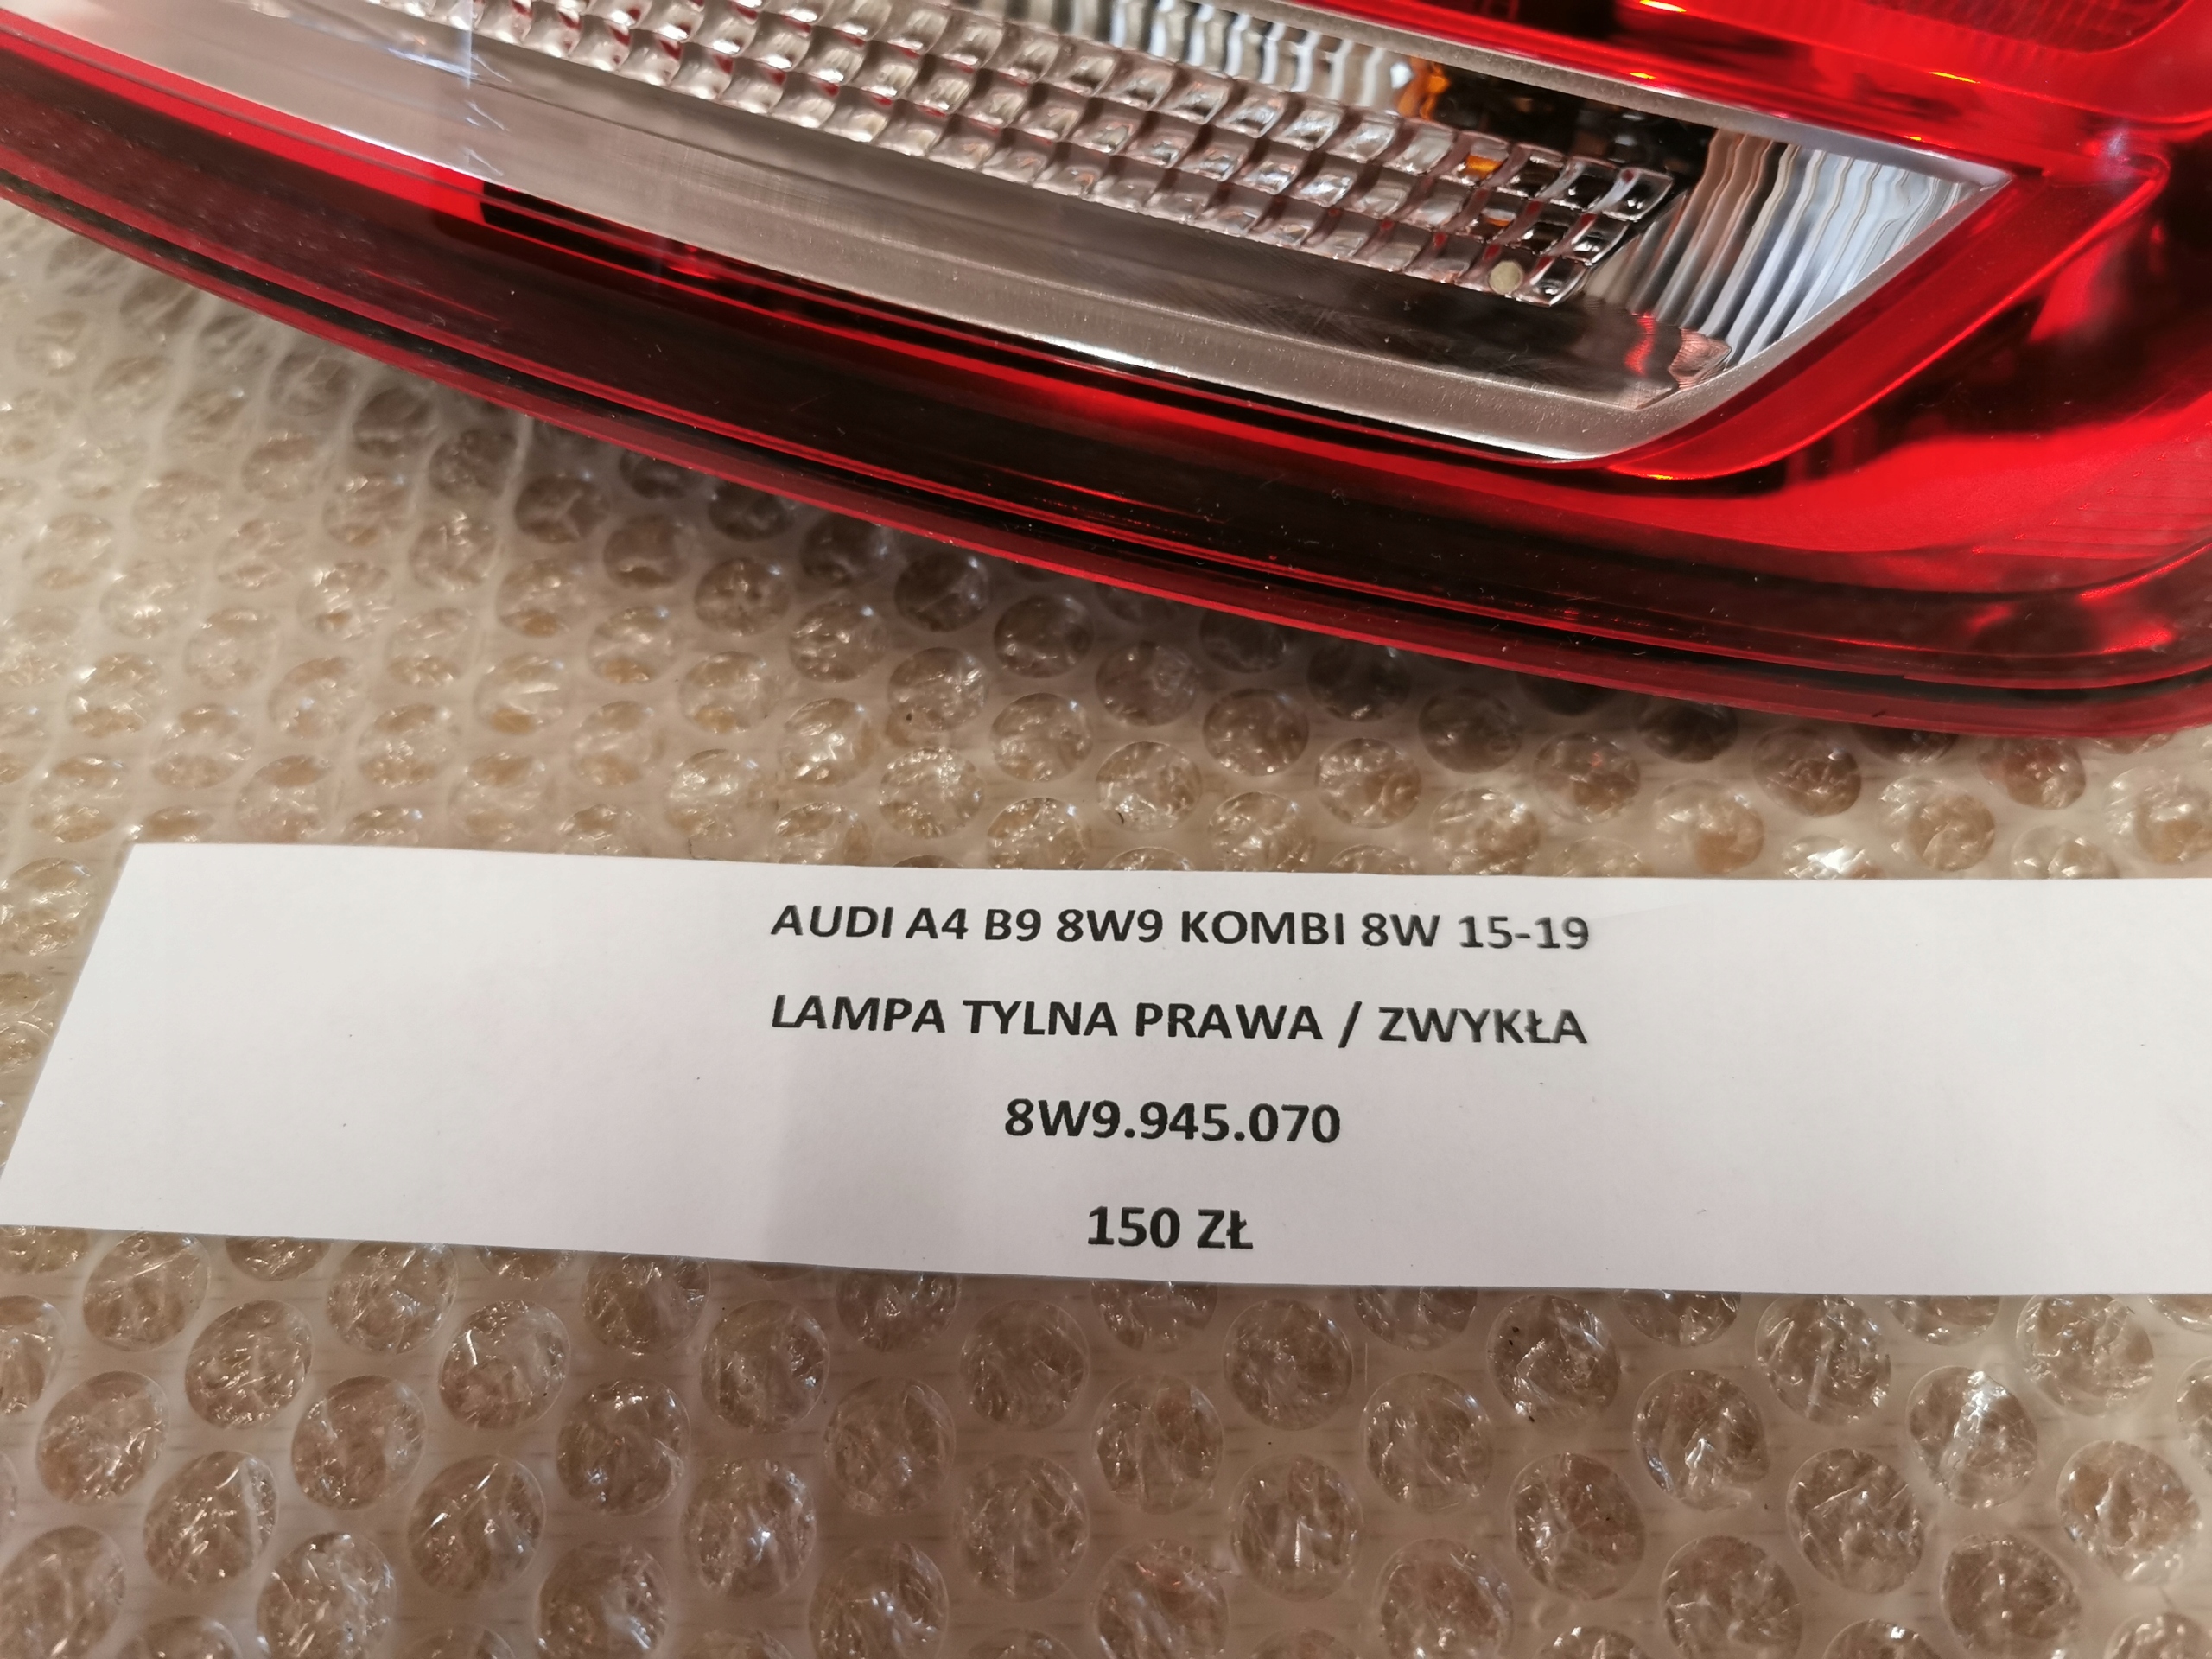 AUDI A4 B9 8W9 KOMBI 8W 15-19
LAMPA TYLNA PRAWA / ZWYKŁA
8W9.945.070
150 ZŁ